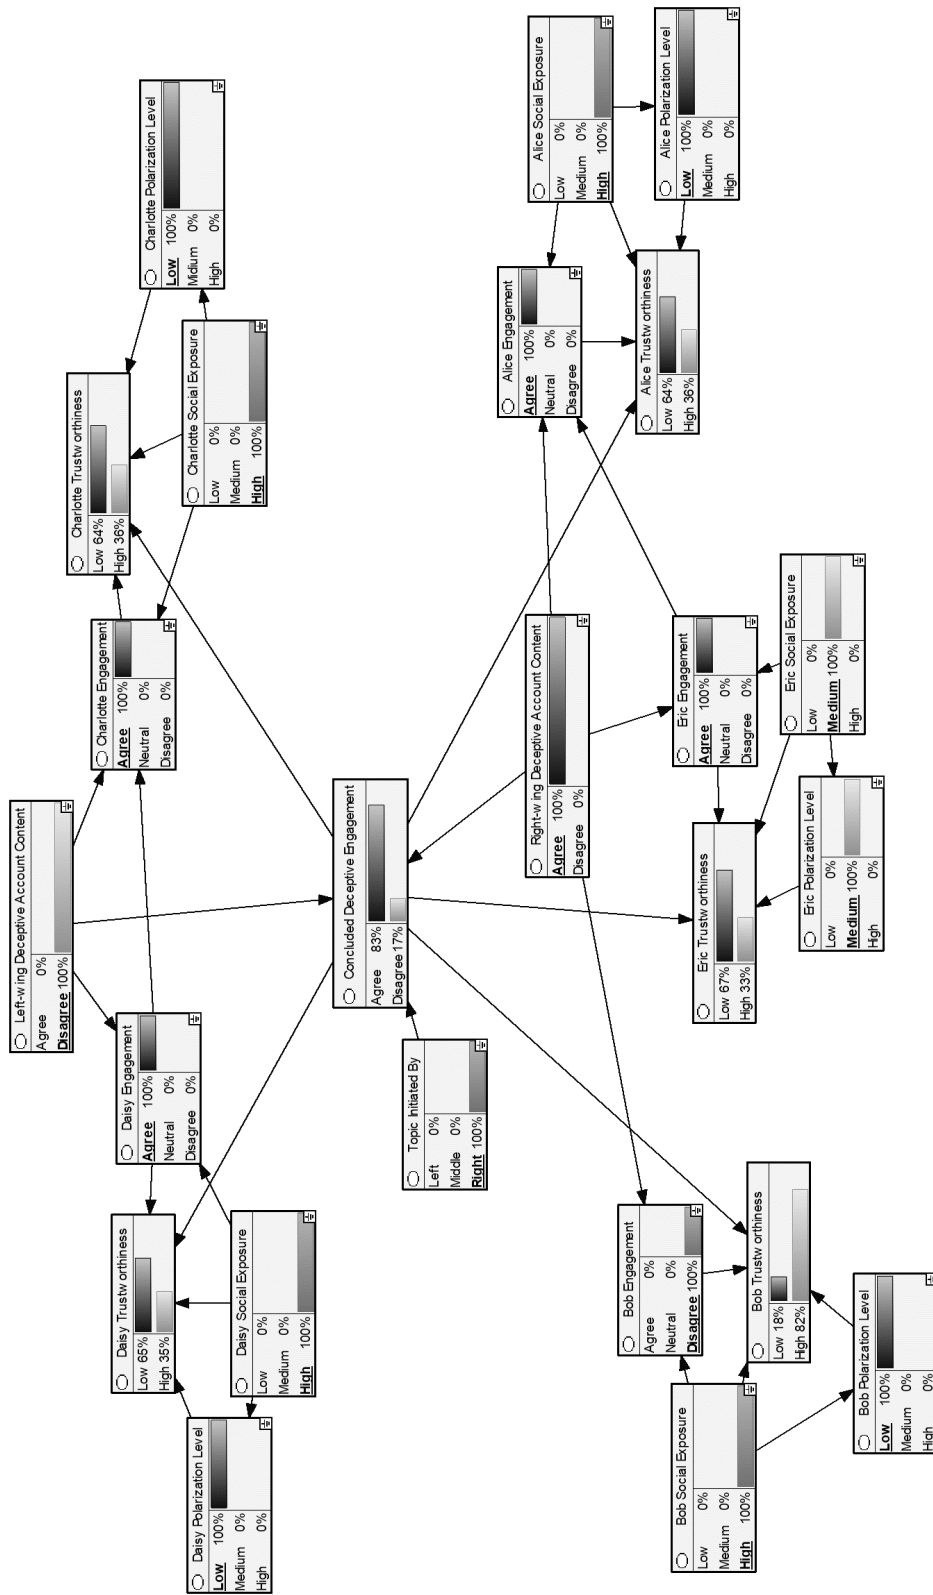 Daisy Polarization Level
Low 100%
Medium 0%
High 0%
Daisy Trustworthiness
Low 65%
High 35%
Daisy Social Exposure
Low 0%
Medium 0%
High 100%
Daisy Engagement
Agree 100%
Neutral 0%
Disagree 0%
Left-wing Deceptive Account Content
Agree 0%
Disagree 100%
Charlotte Engagement
Agree 100%
Neutral 0%
Disagree 0%
Charlotte Trustworthiness
Low 64%
High 36%
Charlotte Social Exposure
Low 0%
Medium 0%
High 100%
Charlotte Polarization Level
Low 100%
Midium 0%
High 0%
Topic Initiated By
Left 0%
Middle 0%
Right 100%
Concluded Deceptive Engagement
Agree 83%
Disagree 17%
Right-wing Deceptive Account Content
Agree 100%
Disagree 0%
Alice Engagement
Agree 100%
Neutral 0%
Disagree 0%
Alice Social Exposure
Low 0%
Medium 0%
High 100%
Alice Trustworthiness
Low 64%
High 36%
Alice Polarization Level
Low 100%
Medium 0%
High 0%
Bob Social Exposure
Low 0%
Medium 0%
High 100%
Bob Engagement
Agree 0%
Neutral 0%
Disagree 100%
Bob Trustworthiness
Low 18%
High 82%
Bob Polarization Level
Low 100%
Medium 0%
High 0%
Eric Trustworthiness
Low 67%
High 33%
Eric Engagement
Agree 100%
Neutral 0%
Disagree 0%
Eric Polarization Level
Low 0%
Medium 100%
High 0%
Eric Social Exposure
Low 0%
Medium 100%
High 0%